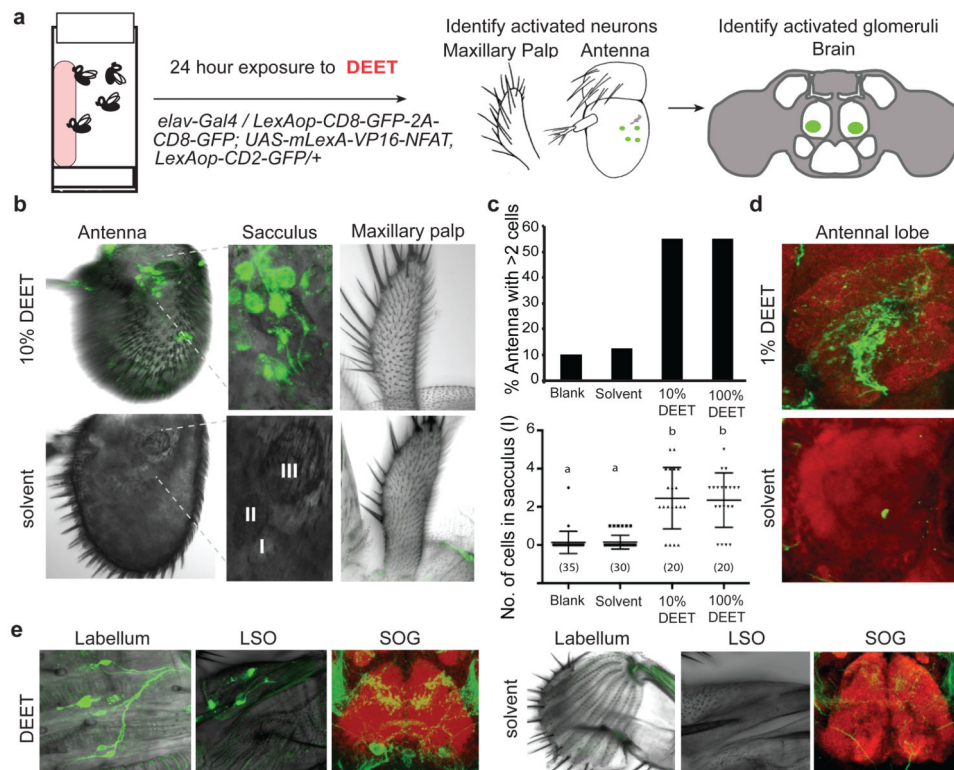 a
24 hour exposure to DEET
elav-Gal4 / LexAop-CD8-GFP-2A-
CD8-GFP; UAS-mLexA-VP16-NFAT,
LexAop-CD2-GFP/+
Identify activated neurons
Maxillary Palp Antenna
Identify activated glomeruli
Brain
b
Antenna Sacculus Maxillary palp
10% DEET
solvent
III
II
I
c
% Antenna with >2 cells
60
50
40
30
20
10
0
Blank Solvent 10% DEET 100% DEET
No. of cells in sacculus (I)
6
4
2
0
a a b b
(35) (30) (20) (20)
Blank Solvent 10% DEET 100% DEET
d
Antennal lobe
1% DEET
solvent
e
Labellum LSO SOG
DEET
Labellum LSO SOG
solvent